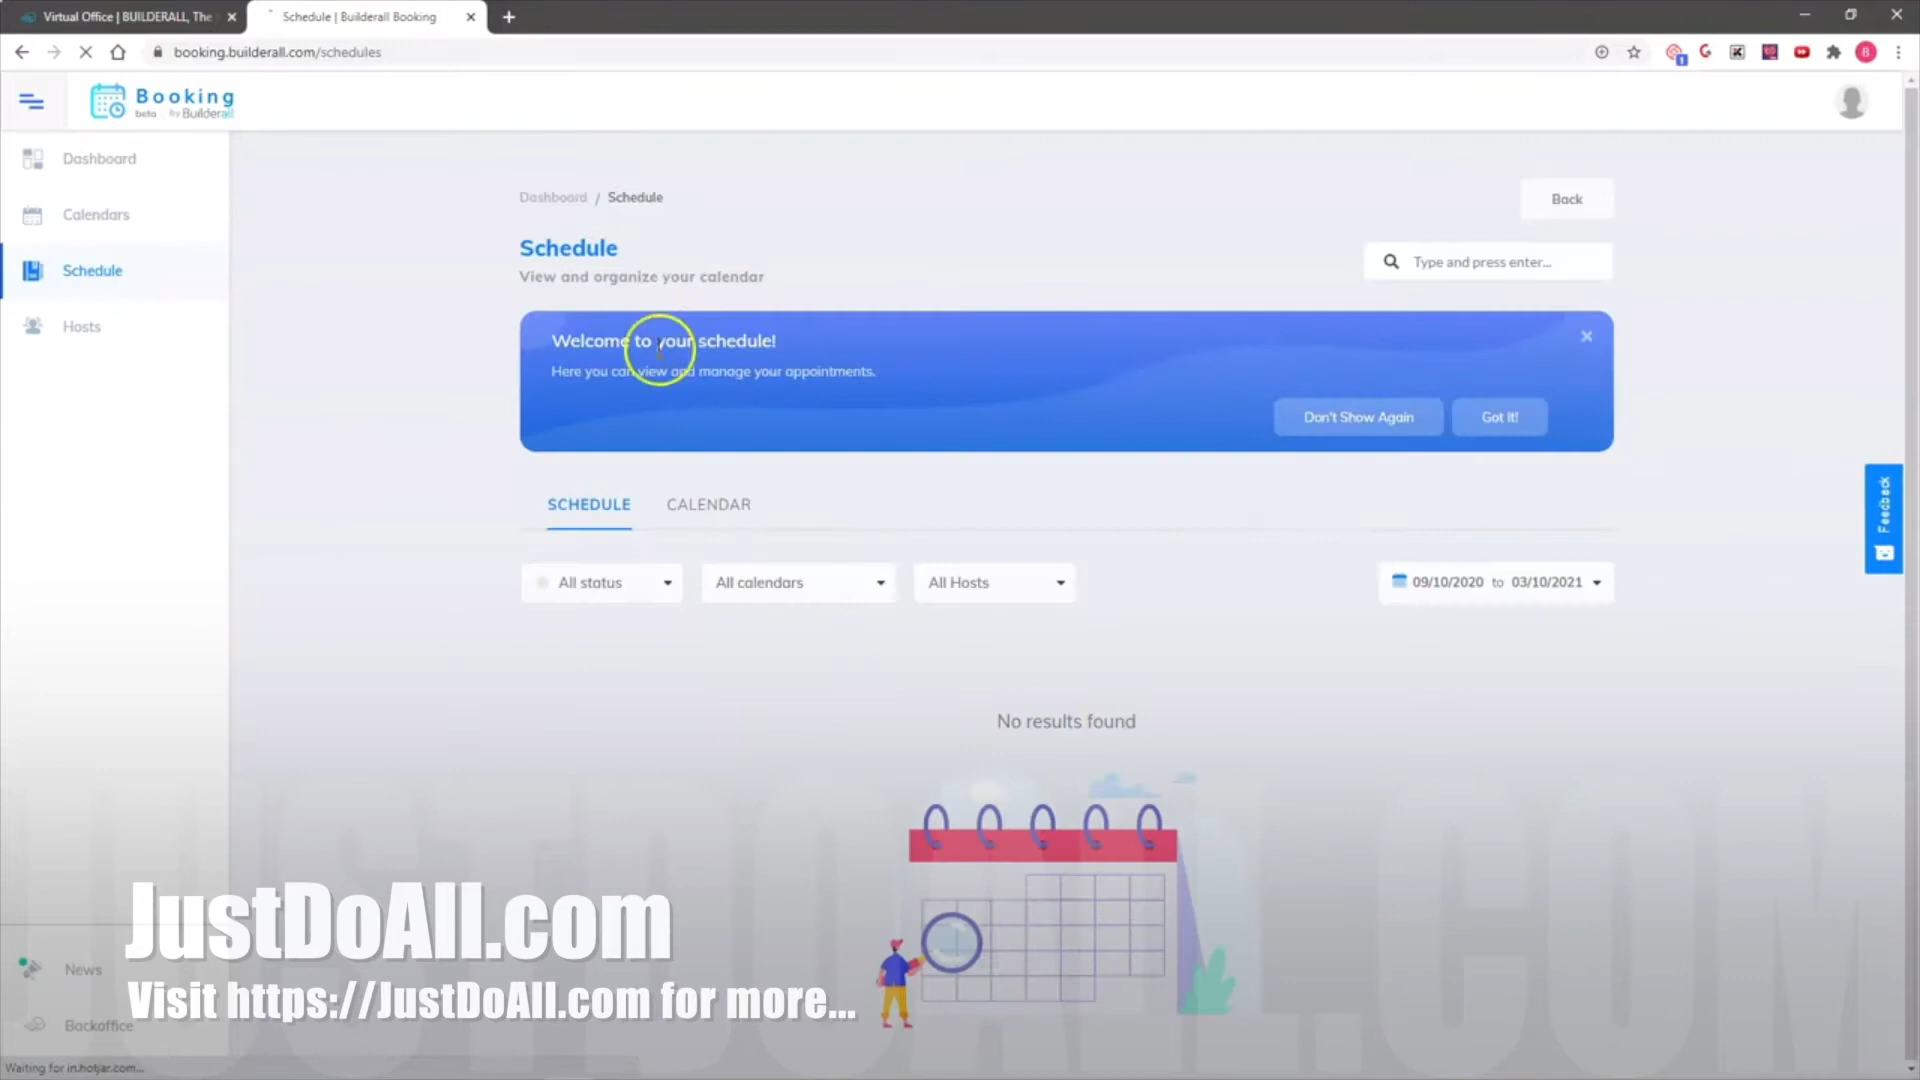 Virtual Office | BUILDERALL, The
Schedule | Builderall Booking
booking.builderall.com/schedules
1
B
Booking
beta by Builderall
Dashboard
Calendars
Schedule
Hosts
Dashboard / Schedule
Back
Schedule
View and organize your calendar
Type and press enter...
Welcome to your schedule!
Here you can view and manage your appointments.
Don't Show Again
Got It!
SCHEDULE
CALENDAR
All status
All calendars
All Hosts
09/10/2020 to 03/10/2021
Feedback
No results found
JUSTDOALL.COM
JustDoAll.com
Visit https://JustDoAll.com for more...
News
Backoffice
Waiting for in.hotjar.com...